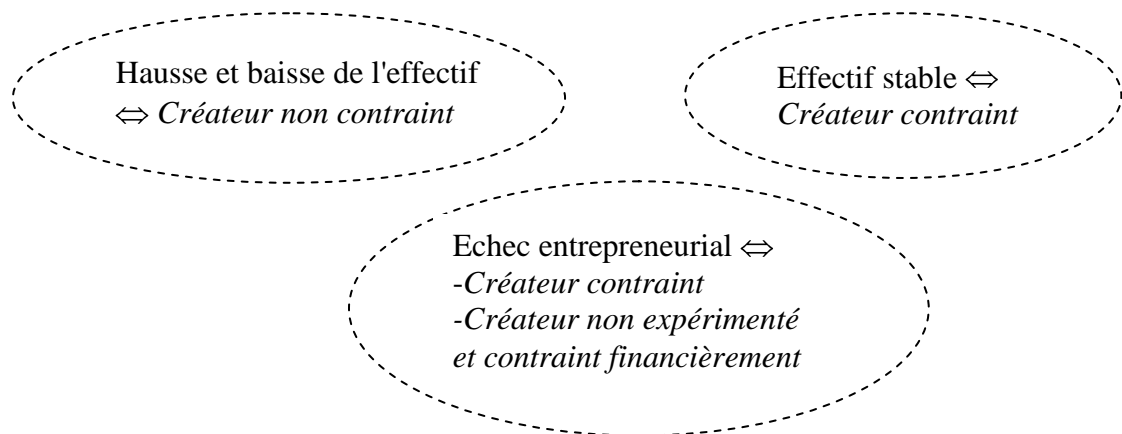 Hausse et baisse de l'effectif
⇔ Créateur non contraint
Effectif stable ⇔
Créateur contraint
Echec entrepreneurial ⇔
-Créateur contraint
-Créateur non expérimenté
et contraint financièrement